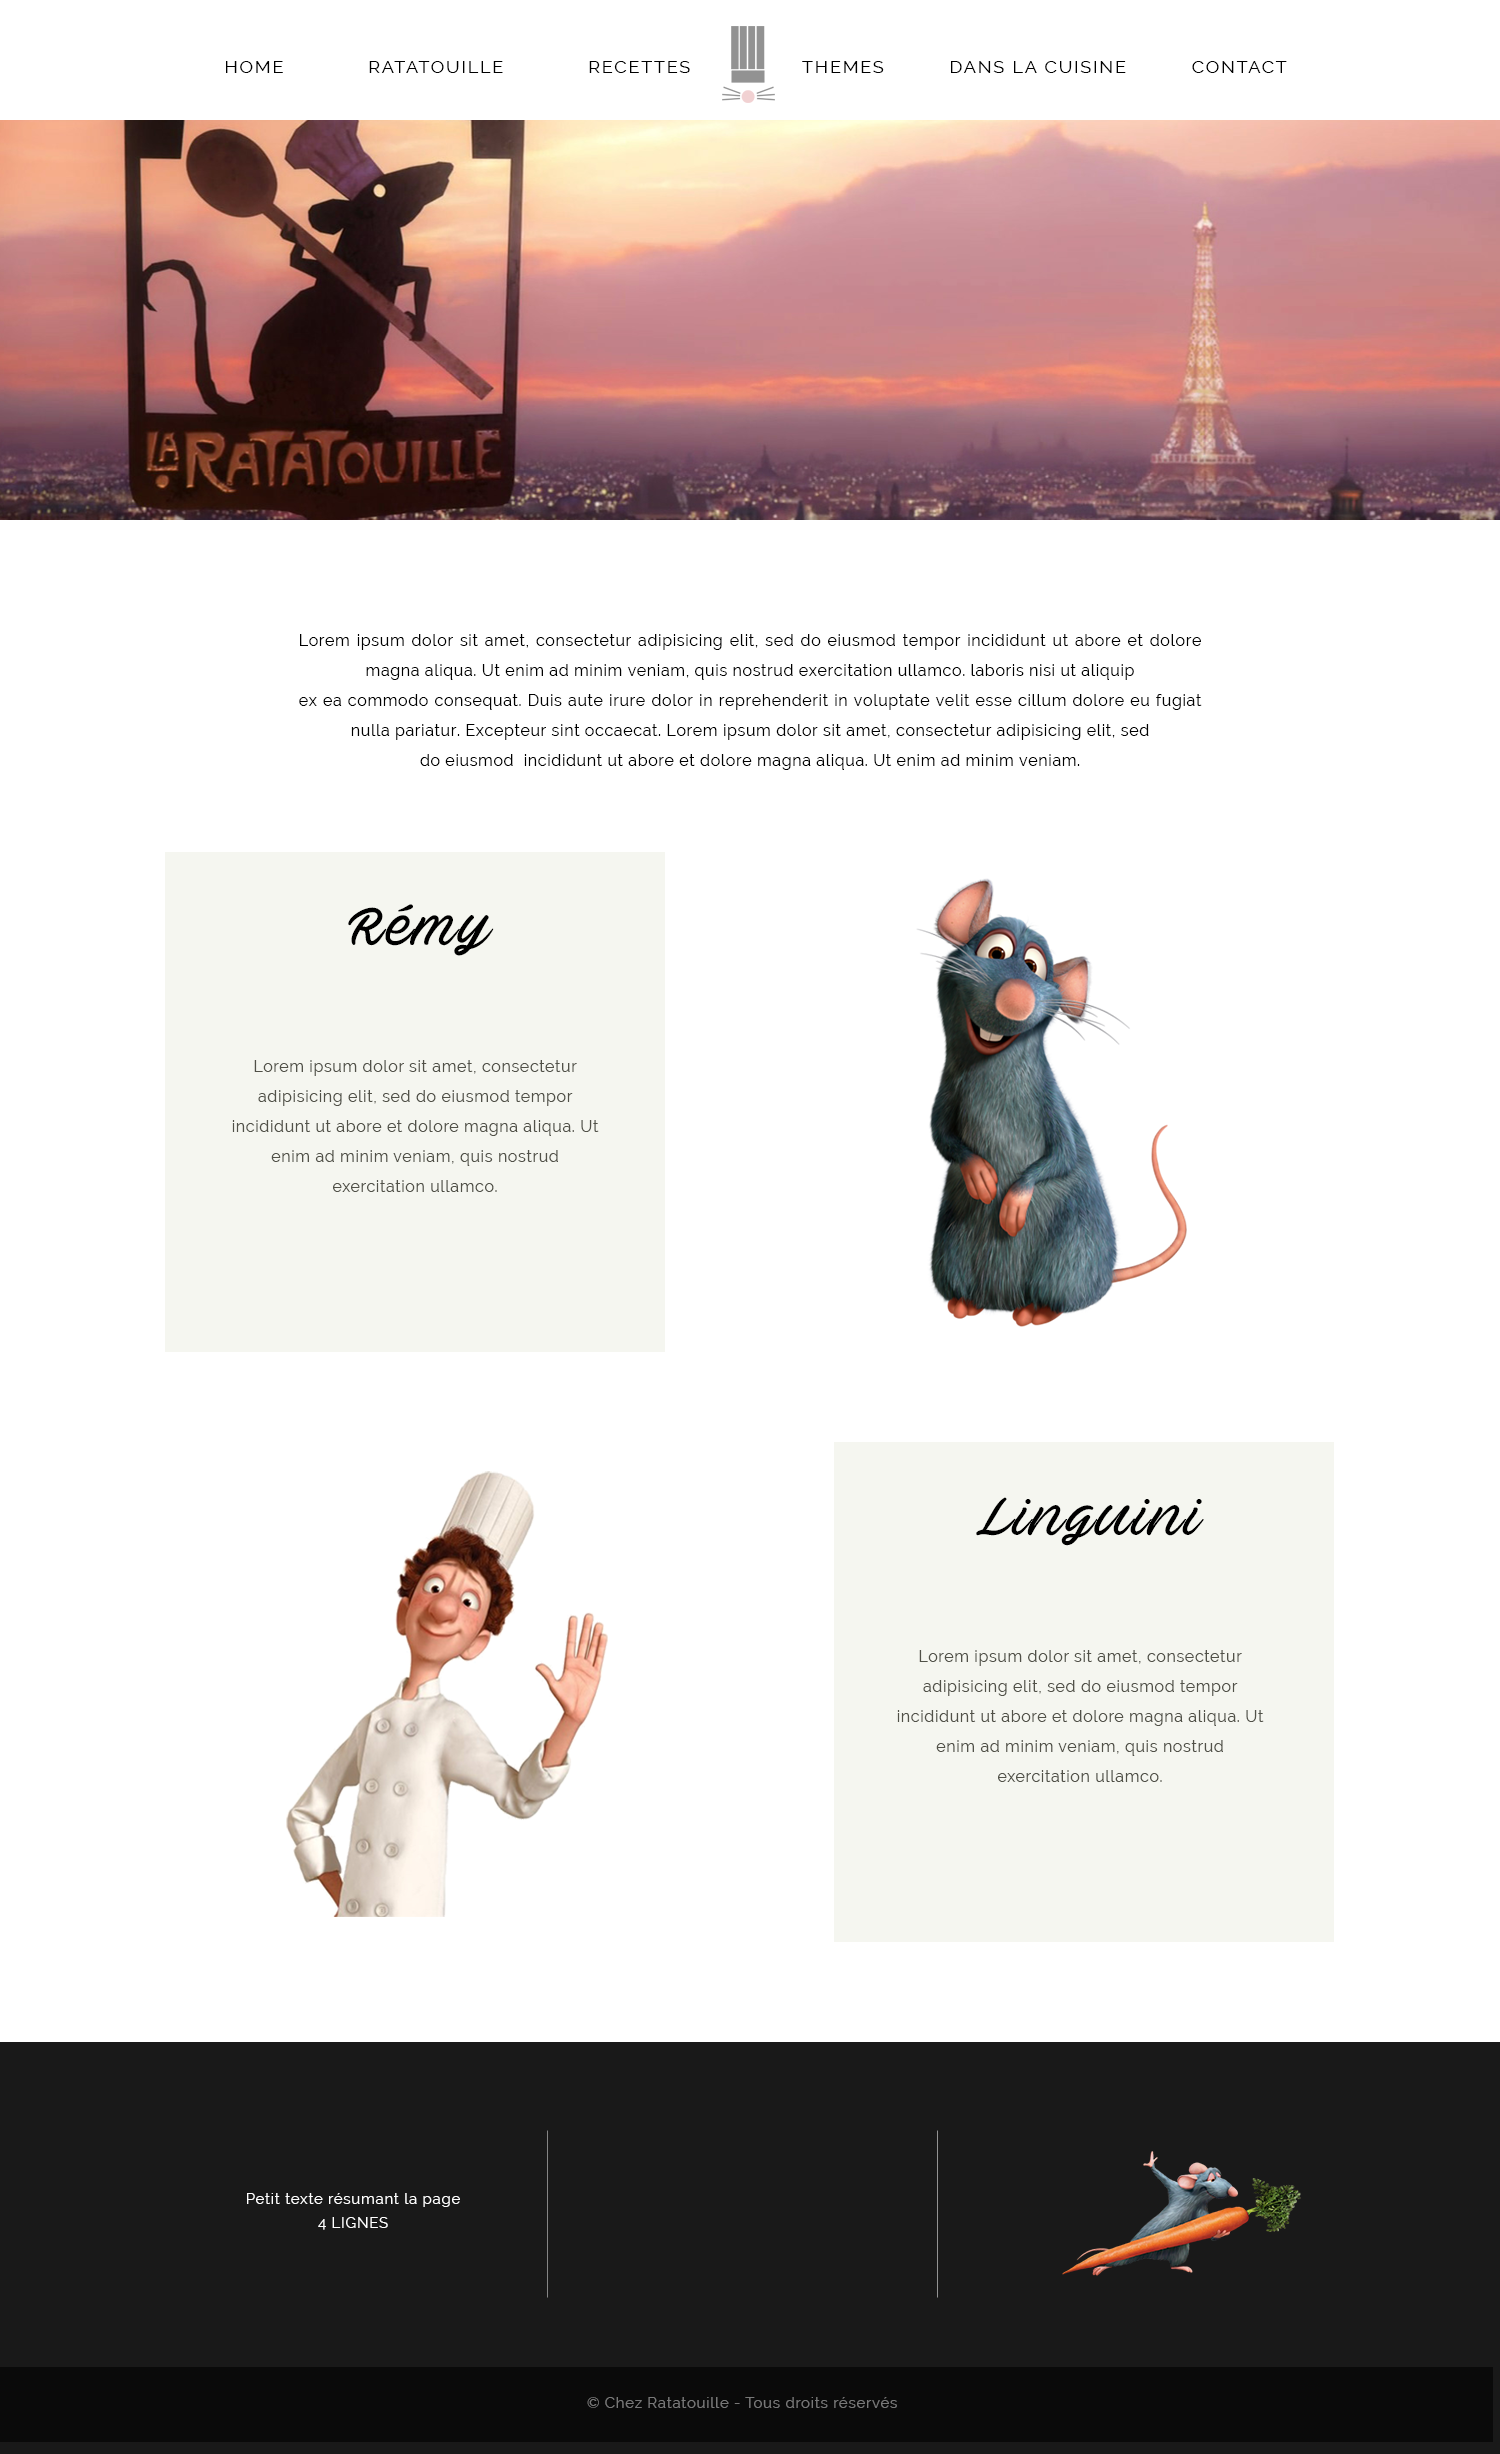 HOME RATATOUILLE RECETTES THEMES DANS LA CUISINE CONTACT
LA RATATOUILLE
Lorem ipsum dolor sit amet, consectetur adipisicing elit, sed do eiusmod tempor incididunt ut abore et dolore
magna aliqua. Ut enim ad minim veniam, quis nostrud exercitation ullamco. laboris nisi ut aliquip
ex ea commodo consequat. Duis aute irure dolor in reprehenderit in voluptate velit esse cillum dolore eu fugiat
nulla pariatur. Excepteur sint occaecat. Lorem ipsum dolor sit amet, consectetur adipisicing elit, sed
do eiusmod  incididunt ut abore et dolore magna aliqua. Ut enim ad minim veniam.
Rémy
Lorem ipsum dolor sit amet, consectetur
adipisicing elit, sed do eiusmod tempor
incididunt ut abore et dolore magna aliqua. Ut
enim ad minim veniam, quis nostrud
exercitation ullamco.
Linguini
Lorem ipsum dolor sit amet, consectetur
adipisicing elit, sed do eiusmod tempor
incididunt ut abore et dolore magna aliqua. Ut
enim ad minim veniam, quis nostrud
exercitation ullamco.
Petit texte résumant la page
4 LIGNES
© Chez Ratatouille - Tous droits réservés